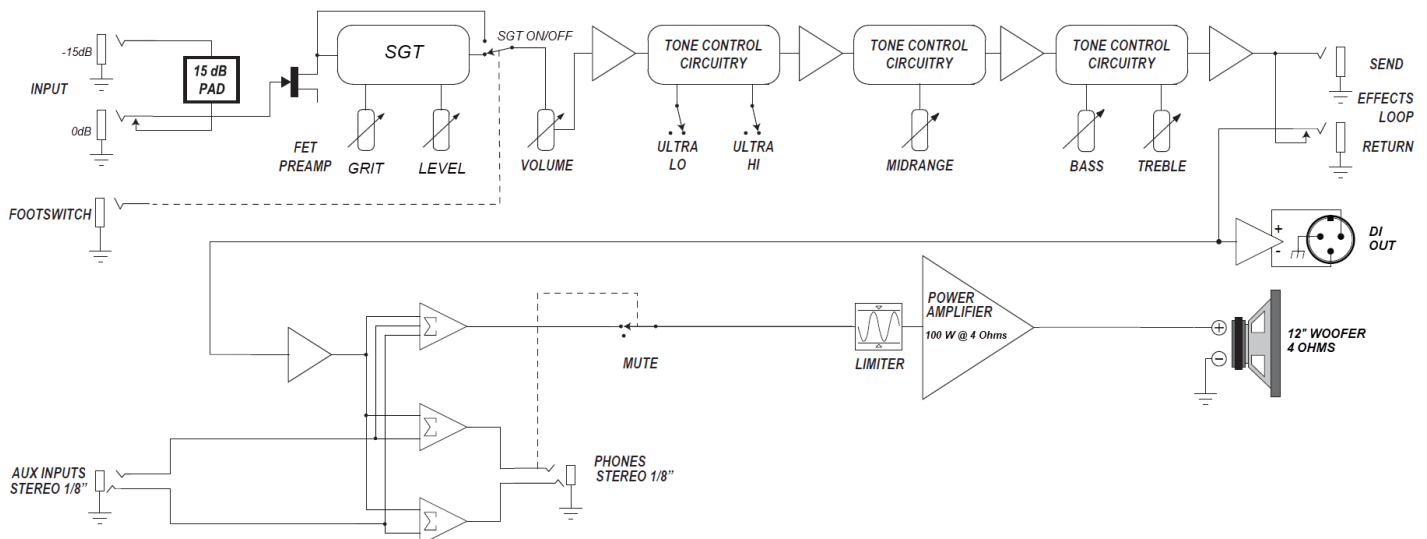 -15dB
INPUT
0dB
15 dB
PAD
FET
PREAMP
SGT
SGT ON/OFF
GRIT
LEVEL
VOLUME
TONE CONTROL
CIRCUITRY
ULTRA
LO
ULTRA
HI
TONE CONTROL
CIRCUITRY
MIDRANGE
TONE CONTROL
CIRCUITRY
BASS
TREBLE
SEND
EFFECTS
LOOP
RETURN
FOOTSWITCH
+
-
DI
OUT
Σ
MUTE
LIMITER
POWER
AMPLIFIER
100 W @ 4 Ohms
+
−
12" WOOFER
4 OHMS
Σ
AUX INPUTS
STEREO 1/8”
PHONES
STEREO 1/8”
Σ